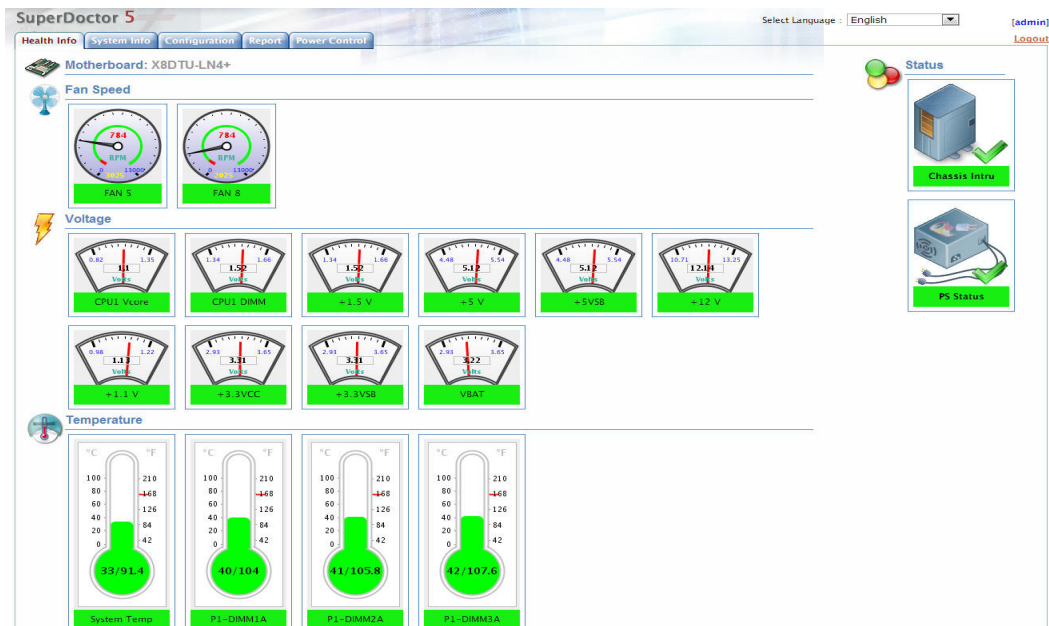 SuperDoctor 5
Select Language : English
[admin]
Health Info System Info Configuration Report Power Control
Logout
Motherboard: X8DTU-LN4+
Status
Fan Speed
784 784
RPM RPM
0 13000 0 13000
FAN 5 FAN 8
Chassis Intru
Voltage
0.82 1.35 1.34 1.66 1.34 1.66 4.48 5.54 4.48 5.54 10.71 13.25
1.1 1.52 1.52 5.12 5.12 12.14
Volts Volts Volts Volts Volts Volts
CPU1 Vcore CPU1 DIMM +1.5 V +5 V +5VSB +12 V
PS Status
0.98 1.22 2.93 3.65 2.93 3.65 2.93 3.65
1.13 3.31 3.31 3.22
Volts Volts Volts Volts
+1.1 V +3.3VCC +3.3VSB VBAT
Temperature
°C °F °C °F °C °F °C °F
100 210 100 210 100 210 100 210
80 168 80 168 80 168 80 168
60 126 60 126 60 126 60 126
40 84 40 84 40 84 40 84
20 42 20 42 20 42 20 42
0 0 0 0
33/91.4 40/104 41/105.8 42/107.6
System Temp P1-DIMM1A P1-DIMM2A P1-DIMM3A